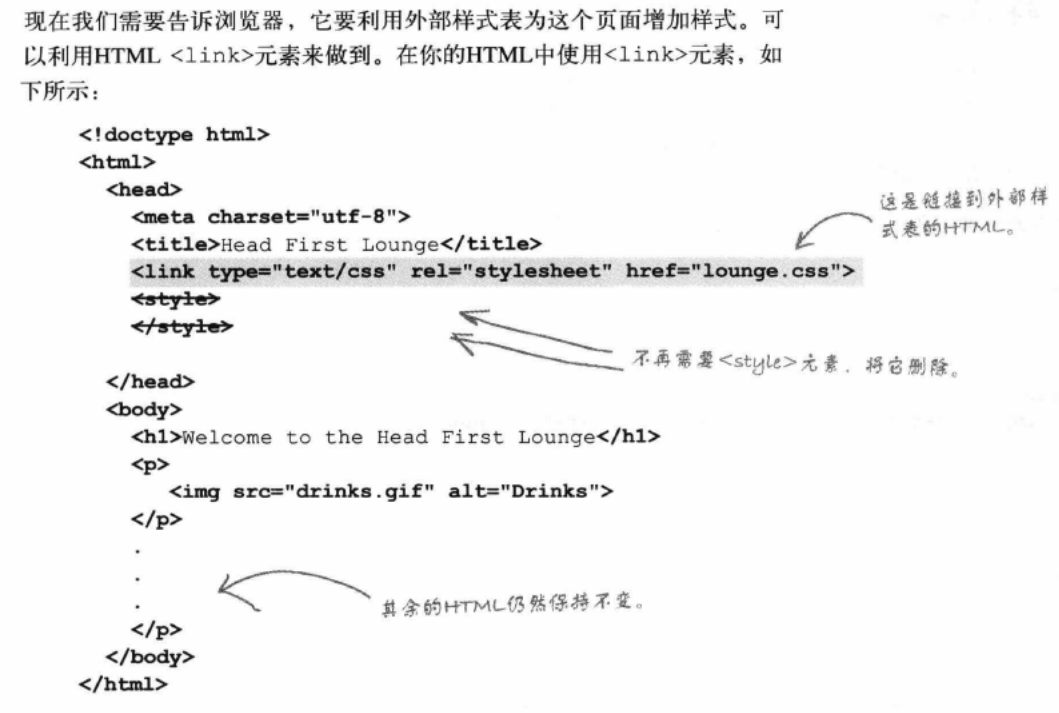 现在我们需要告诉浏览器，它要利用外部样式表为这个页面增加样式。可
以利用HTML <link>元素来做到。在你的HTML中使用<link>元素，如
下所示：
<!doctype html>
<html>
<head>
<meta charset="utf-8">
<title>Head First Lounge</title>
<link type="text/css" rel="stylesheet" href="lounge.css">
这是链接到外部样
式表的HTML。
<style>
</style>
不再需要<style>元素，将它删除。
</head>
<body>
<h1>Welcome to the Head First Lounge</h1>
<p>
<img src="drinks.gif" alt="Drinks">
</p>
.
.
.
其余的HTML仍然保持不变。
</p>
</body>
</html>